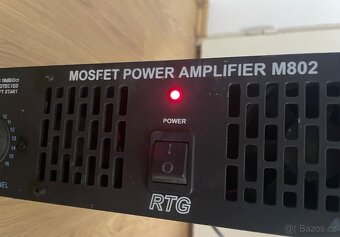 MOSFET POWER AMPLIFIER M802
POWER
RTG
Bazos.cz